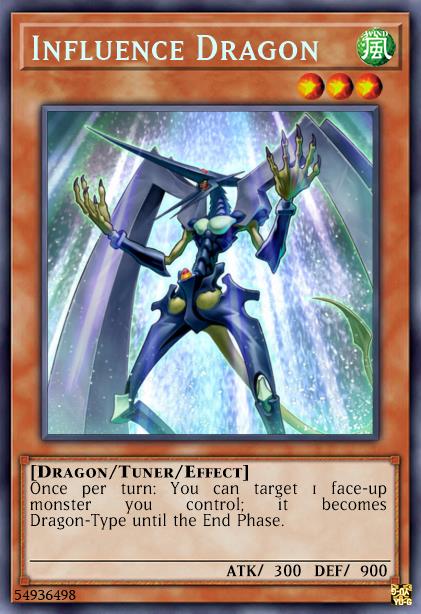 INFLUENCE DRAGON
WIND
風
[DRAGON/TUNER/EFFECT]
Once per turn: You can target 1 face-up
monster you control; it becomes
Dragon-Type until the End Phase.
ATK/ 300 DEF/ 900
54936498